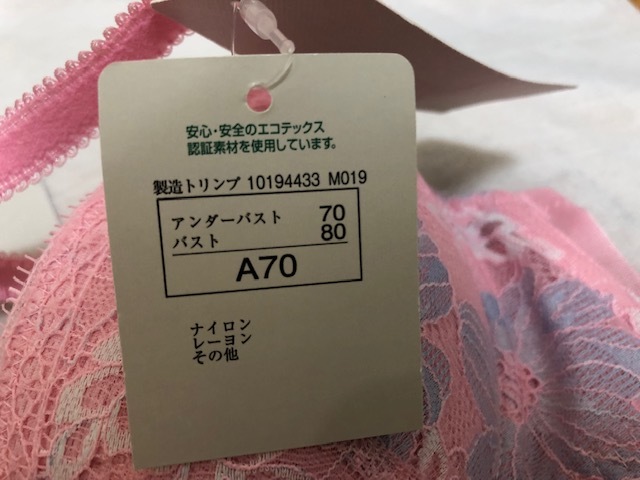 安心・安全のエコテックス
認証素材を使用しています。
製造トリンプ 10194433 M019
アンダーバスト 70
バスト 80
A70
ナイロン
レーヨン
その他